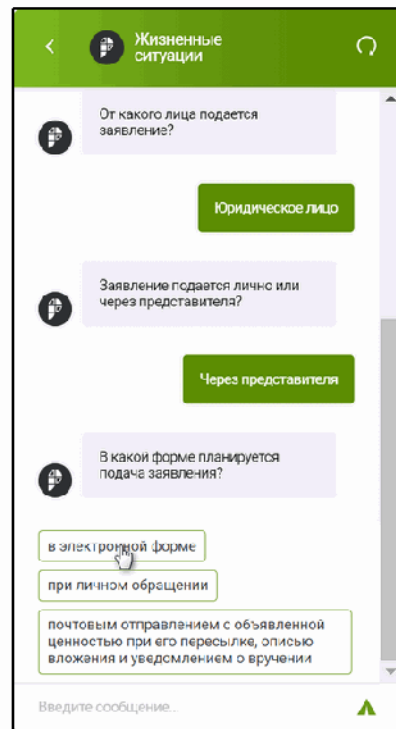 Жизненные
ситуации
От какого лица подается
заявление?
Юридическое лицо
Заявление подается лично или
через представителя?
Через представителя
В какой форме планируется
подача заявления?
в электронной форме
при личном обращении
почтовым отправлением с объявленной
ценностью при его пересылке, описью
вложения и уведомлением о вручении
Введите сообщение...